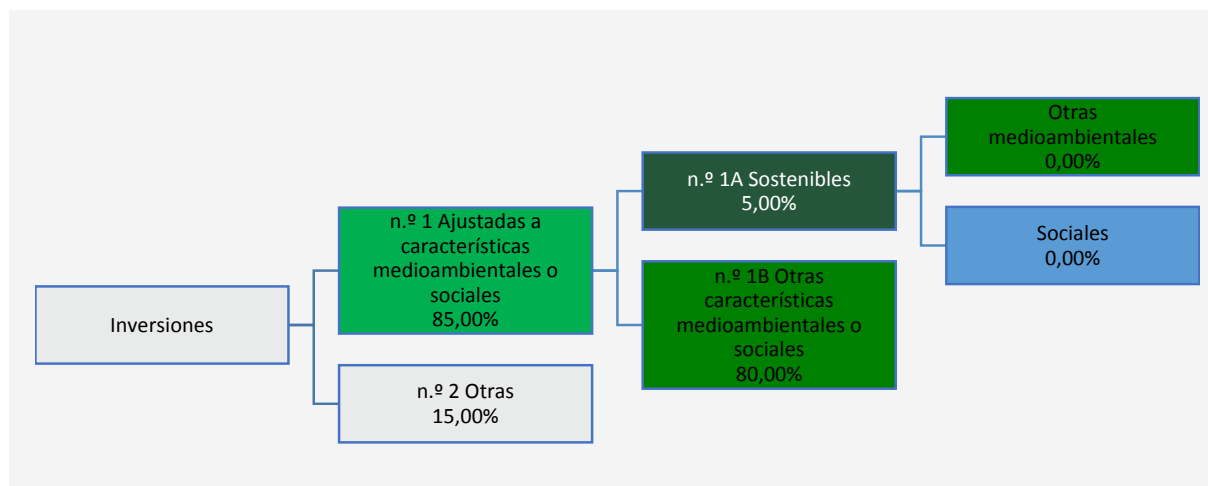 Inversiones
n.º 1 Ajustadas a
características
medioambientales o
sociales
85,00%
n.º 2 Otras
15,00%
n.º 1A Sostenibles
5,00%
n.º 1B Otras
características
medioambientales o
sociales
80,00%
Otras
medioambientales
0,00%
Sociales
0,00%